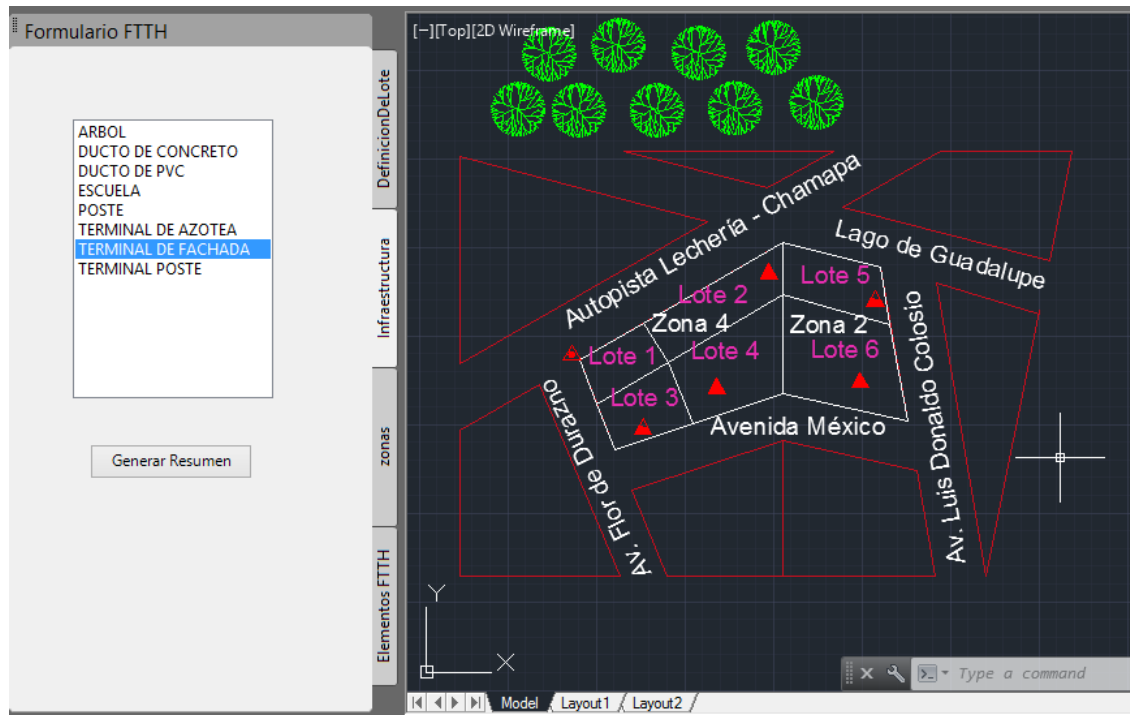 Formulario FTTH
ARBOL
DUCTO DE CONCRETO
DUCTO DE PVC
ESCUELA
POSTE
TERMINAL DE AZOTEA
TERMINAL DE FACHADA
TERMINAL POSTE
Generar Resumen
DefinicionDeLote
Infraestructura
zonas
Elementos FTTH
[−][Top][2D Wireframe]
Autopista Lechería - Chamapa
Lago de Guadalupe
Lote 5
Lote 2
Zona 4
Zona 2
Lote 1
Lote 4
Lote 6
Lote 3
Avenida México
Av. Flor de Durazno
Av. Luis Donaldo Colosio
Y
X
Type a command
Model
Layout1
Layout2